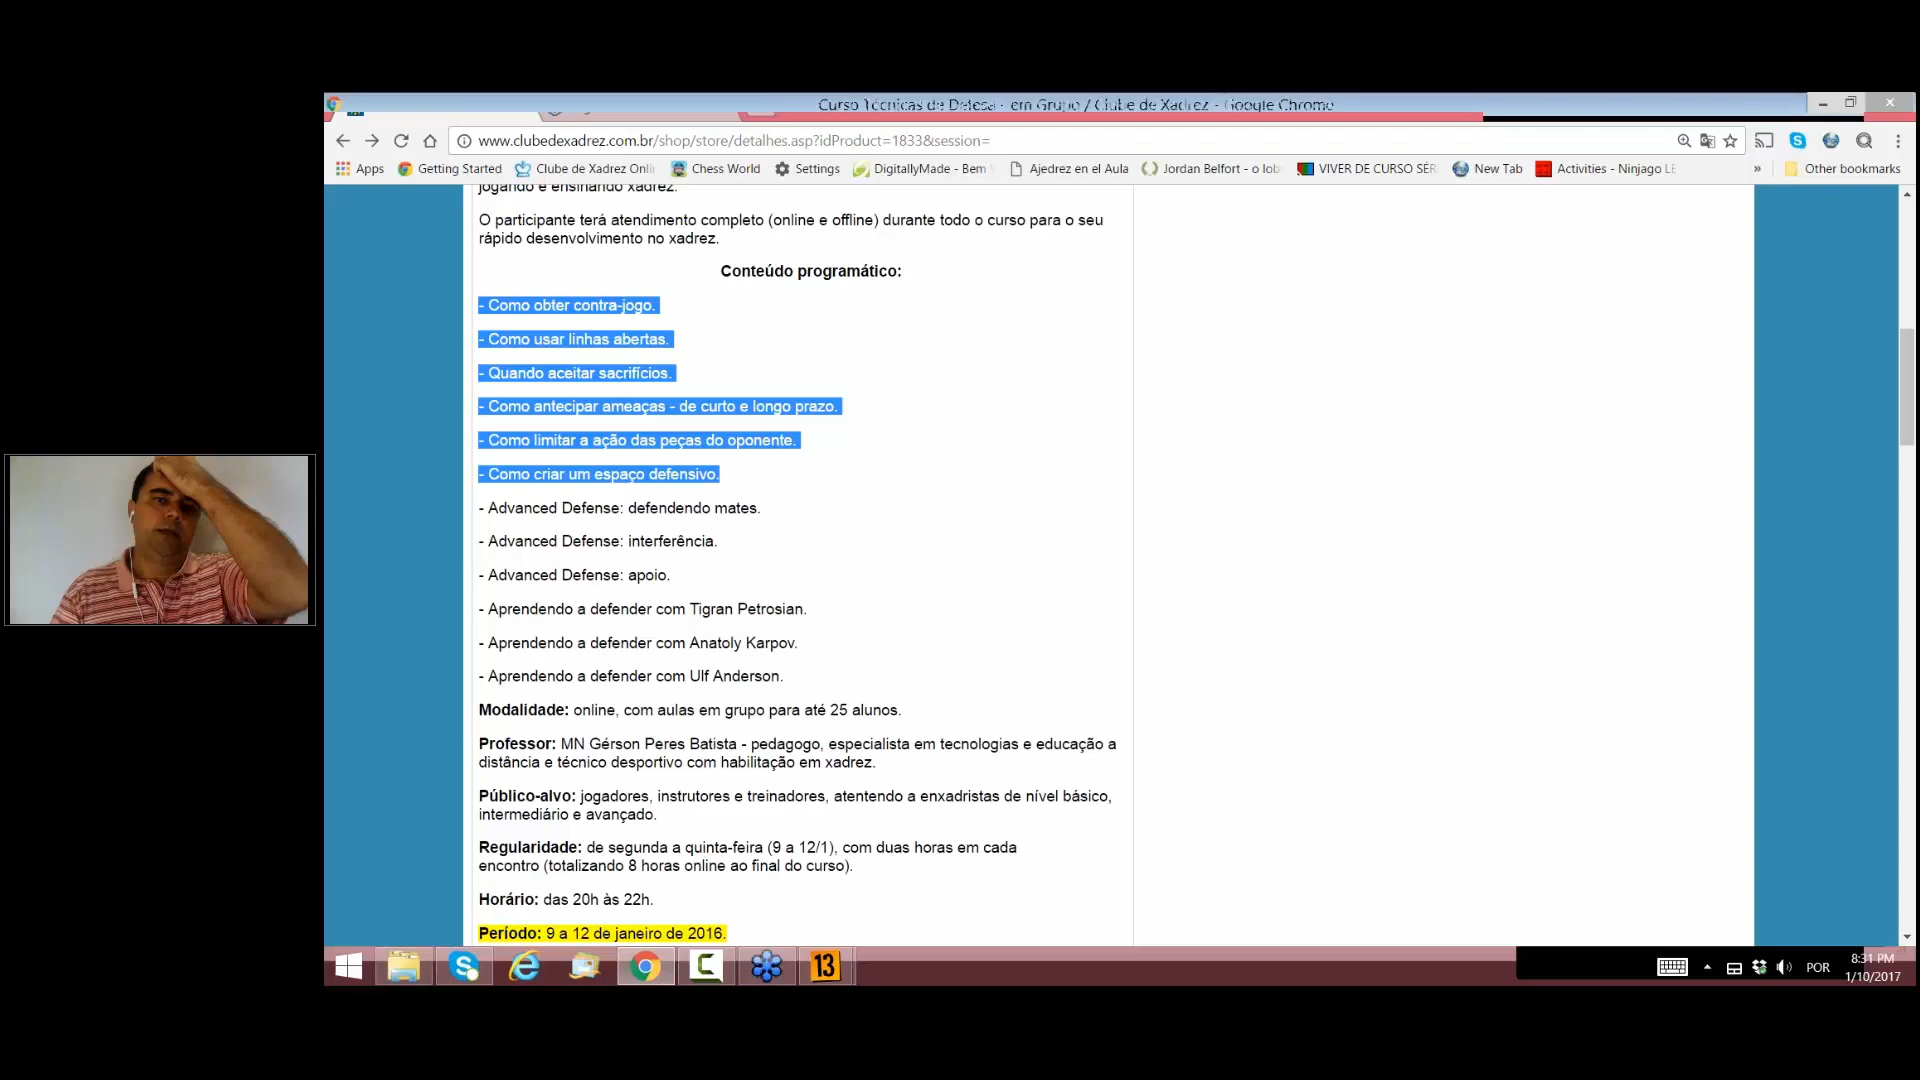 Curso Técnicas de Defesa - em Grupo / Clube de Xadrez - Google Chrome
www.clubedexadrez.com.br/shop/store/detalhes.asp?idProduct=1833&session=
Apps Getting Started Clube de Xadrez Onli Chess World Settings DigitallyMade - Bem Ajedrez en el Aula Jordan Belfort - o lob VIVER DE CURSO SÉR New Tab Activities - Ninjago LE » Other bookmarks
jogando e ensinando xadrez.
O participante terá atendimento completo (online e offline) durante todo o curso para o seu
rápido desenvolvimento no xadrez.
Conteúdo programático:
- Como obter contra-jogo.
- Como usar linhas abertas.
- Quando aceitar sacrifícios.
- Como antecipar ameaças - de curto e longo prazo.
- Como limitar a ação das peças do oponente.
- Como criar um espaço defensivo.
- Advanced Defense: defendendo mates.
- Advanced Defense: interferência.
- Advanced Defense: apoio.
- Aprendendo a defender com Tigran Petrosian.
- Aprendendo a defender com Anatoly Karpov.
- Aprendendo a defender com Ulf Anderson.
Modalidade: online, com aulas em grupo para até 25 alunos.
Professor: MN Gérson Peres Batista - pedagogo, especialista em tecnologias e educação a
distância e técnico desportivo com habilitação em xadrez.
Público-alvo: jogadores, instrutores e treinadores, atentendo a enxadristas de nível básico,
intermediário e avançado.
Regularidade: de segunda a quinta-feira (9 a 12/1), com duas horas em cada
encontro (totalizando 8 horas online ao final do curso).
Horário: das 20h às 22h.
Período: 9 a 12 de janeiro de 2016.
13
POR
8:31 PM
1/10/2017